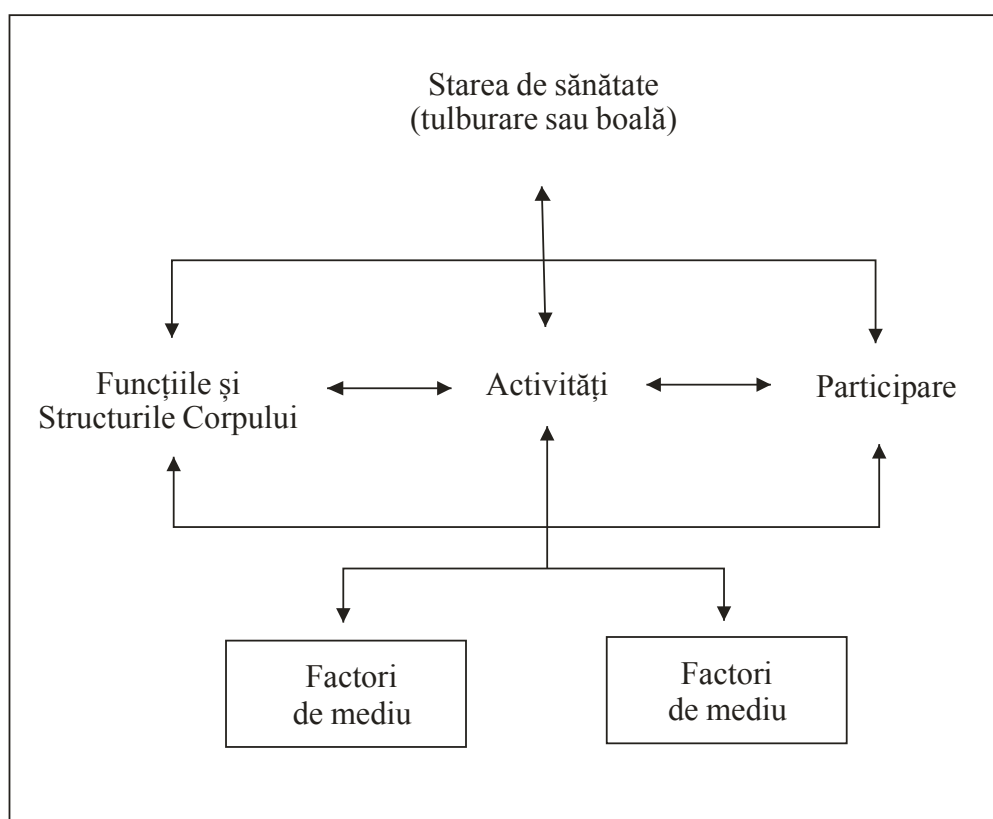 Starea de sănătate
(tulburare sau boală)
Funcțiile și
Structurile Corpului
Activități
Participare
Factori
de mediu
Factori
de mediu